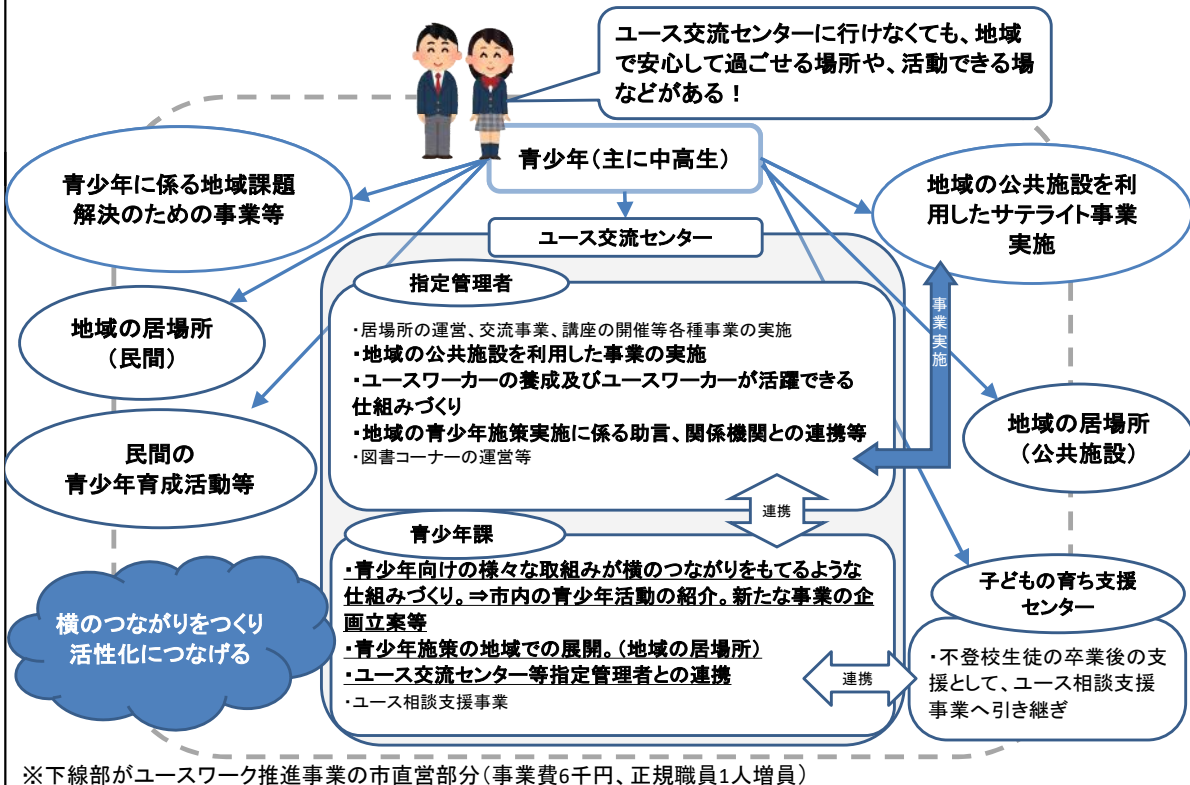 ユース交流センターに行けなくても、地域
で安心して過ごせる場所や、活動できる場
などがある！
青少年（主に中高生）
青少年に係る地域課題
解決のための事業等
地域の公共施設を利
用したサテライト事業
実施
ユース交流センター
指定管理者
・居場所の運営、交流事業、講座の開催等各種事業の実施
・地域の公共施設を利用した事業の実施
・ユースワーカーの養成及びユースワーカーが活躍できる
仕組みづくり
・地域の青少年施策実施に係る助言、関係機関との連携等
・図書コーナーの運営等
事業実施
地域の居場所
（民間）
地域の居場所
（公共施設）
民間の
青少年育成活動等
連携
青少年課
・青少年向けの様々な取組みが横のつながりをもてるような
仕組みづくり。⇒市内の青少年活動の紹介。新たな事業の企
画立案等
・青少年施策の地域での展開。（地域の居場所）
・ユース交流センター等指定管理者との連携
・ユース相談支援事業
連携
子どもの育ち支援
センター
・不登校生徒の卒業後の支
援として、ユース相談支援
事業へ引き継ぎ
横のつながりをつくり
活性化につなげる
※下線部がユースワーク推進事業の市直営部分（事業費6千円、正規職員1人増員）